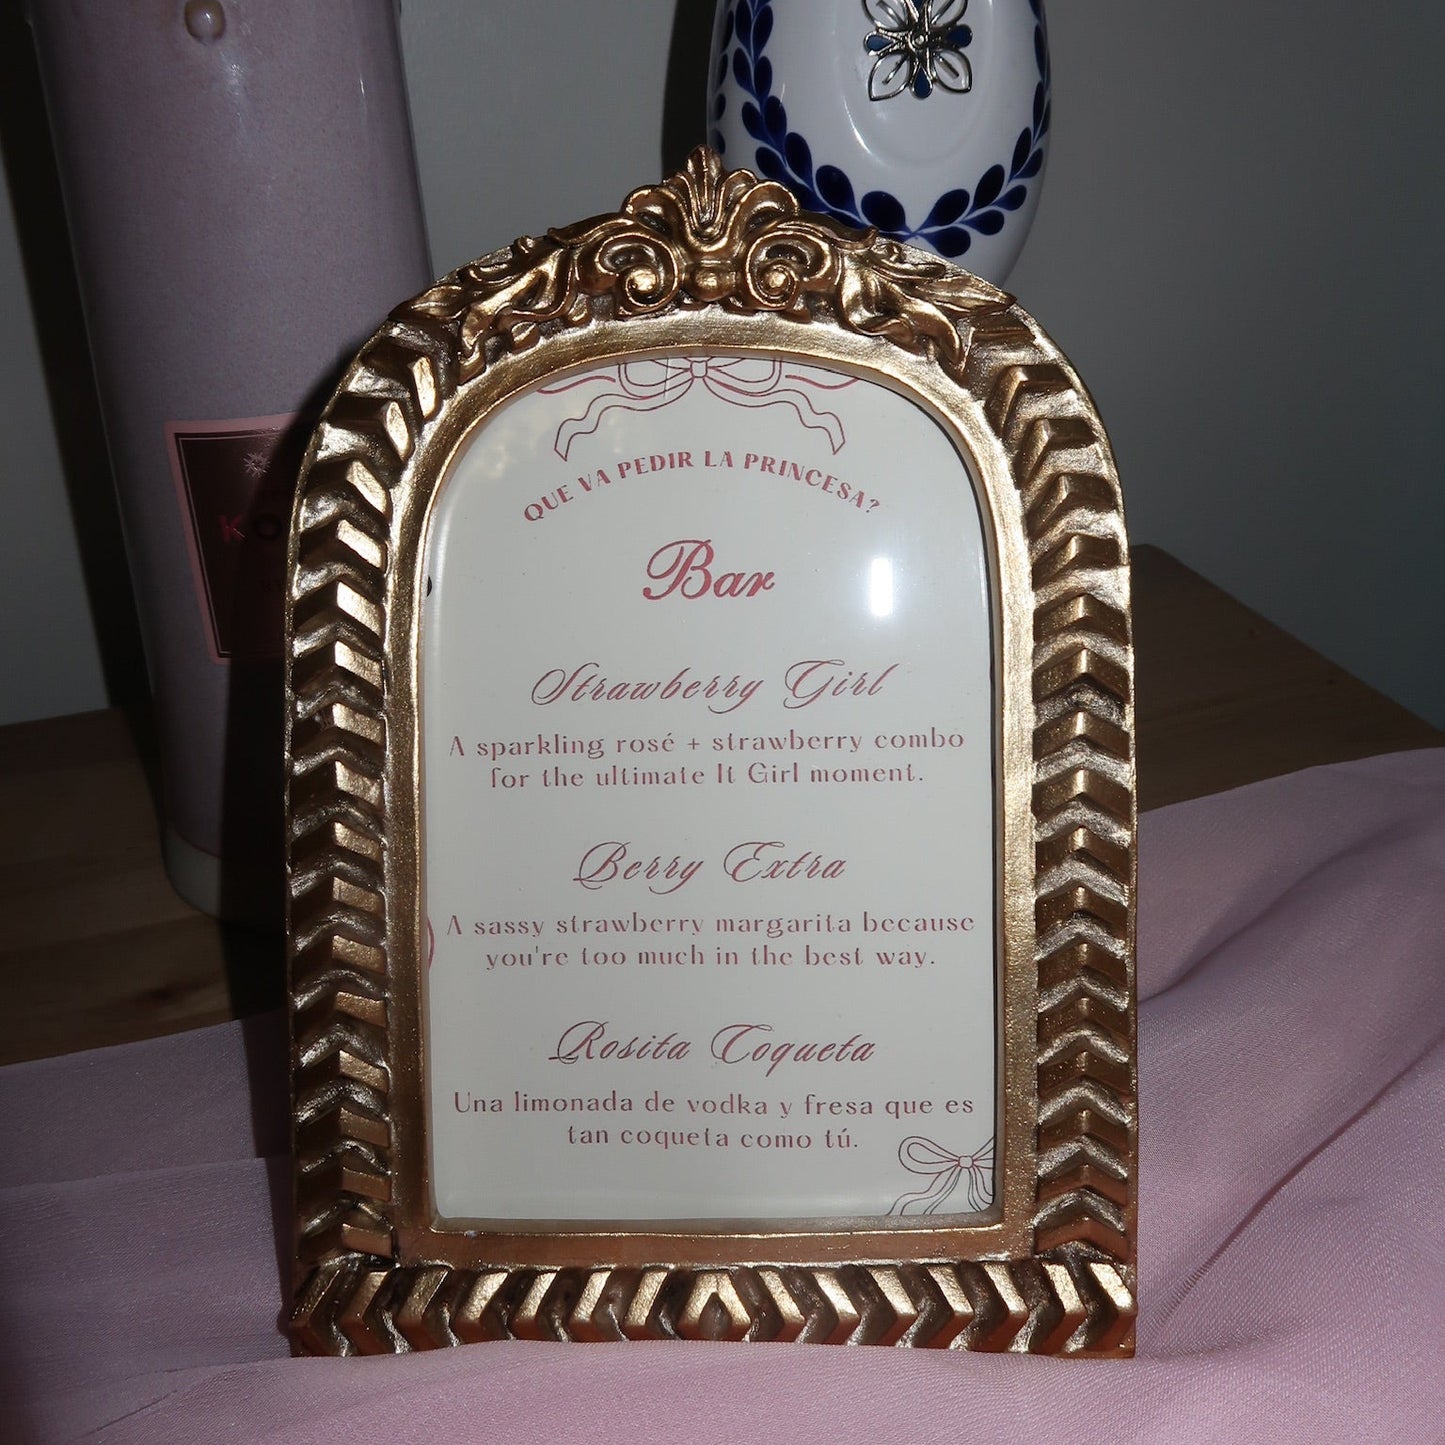 QUE VA PEDIR LA PRINCESA?
Bar
Strawberry Girl
A sparkling rosé + strawberry combo
for the ultimate It Girl moment.
Berry Extra
A sassy strawberry margarita because
you're too much in the best way.
Rosita Coqueta
Una limonada de vodka y fresa que es
tan coqueta como tú.